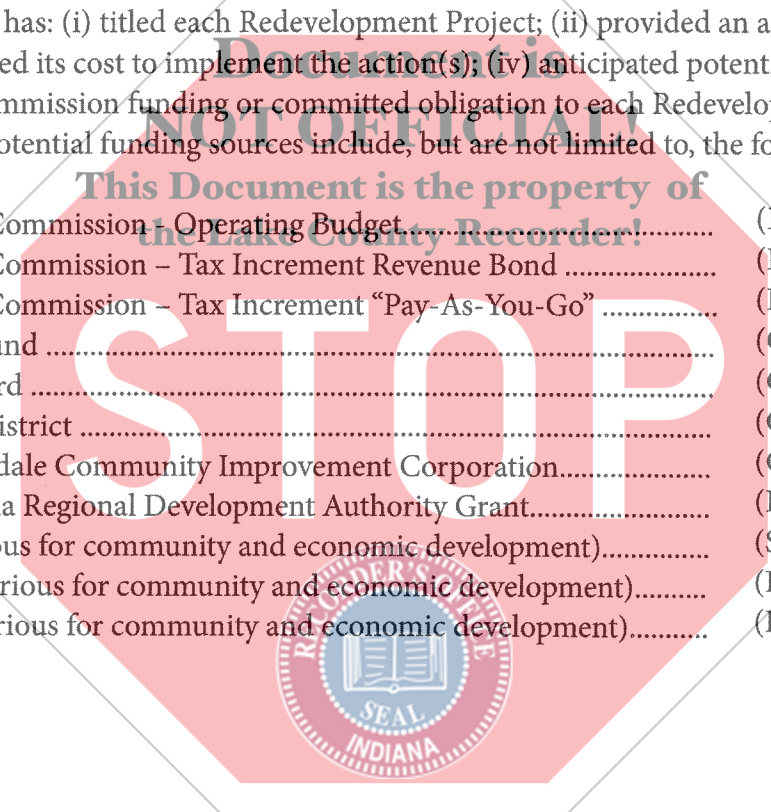 has: (i) titled each Redevelopment Project; (ii) provided an a
ed its cost to implement the action(s); (iv) anticipated potent
mmission funding or committed obligation to each Redevelo
otential funding sources include, but are not limited to, the fo
Document is
NOT OFFICIAL!
This Document is the property of
the Lake County Recorder!
Commission - Operating Budget.......................................... (
Commission – Tax Increment Revenue Bond .................... (
Commission – Tax Increment “Pay-As-You-Go” ............... (
und ......................................................................................... (
rd ........................................................................................... (
istrict ..................................................................................... (
dale Community Improvement Corporation.................... (
a Regional Development Authority Grant........................ (
ous for community and economic development).............. (
rious for community and economic development).......... (
rious for community and economic development)........... (
STOP
RECORDER'S OFFICE
SEAL
INDIANA